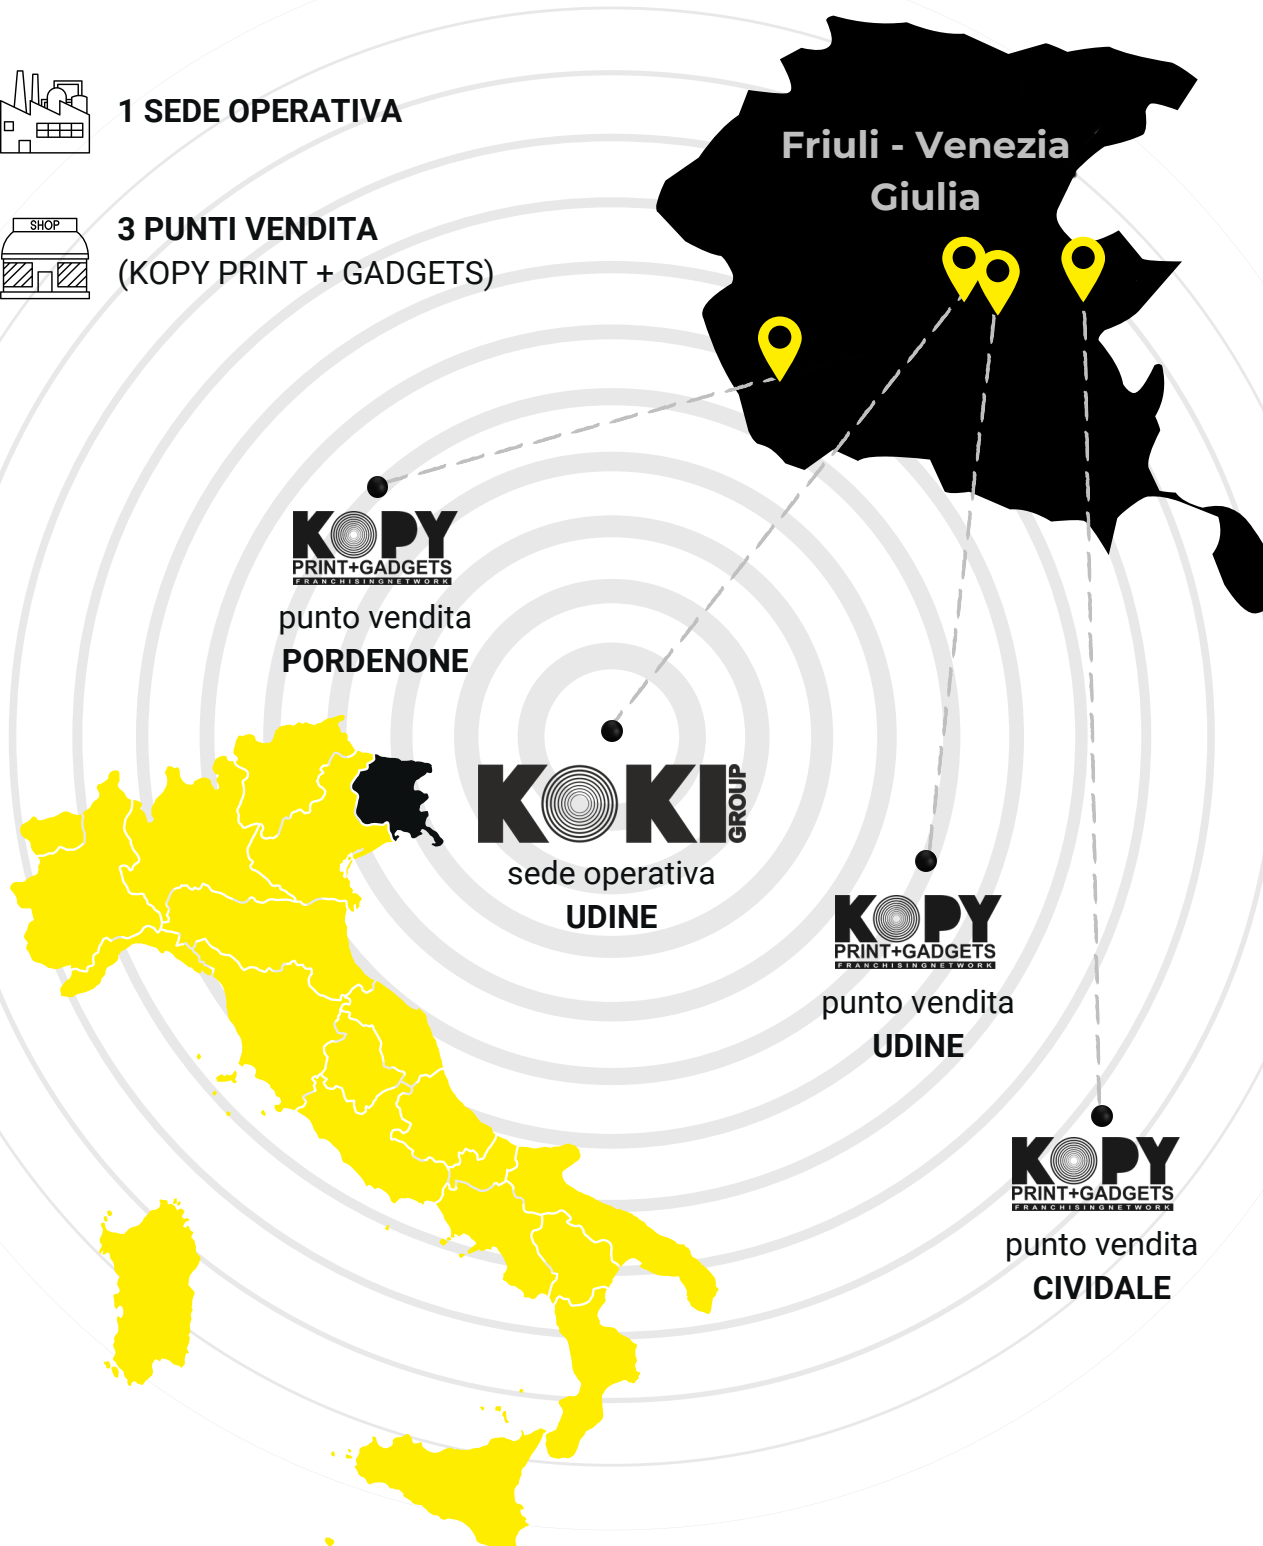 1 SEDE OPERATIVA
SHOP
3 PUNTI VENDITA
(KOPY PRINT + GADGETS)
Friuli - Venezia
Giulia
KOPY
PRINT+GADGETS
FRANCHISINGNETWORK
punto vendita
PORDENONE
KOKI GROUP
sede operativa
UDINE
KOPY
PRINT+GADGETS
FRANCHISINGNETWORK
punto vendita
UDINE
KOPY
PRINT+GADGETS
FRANCHISINGNETWORK
punto vendita
CIVIDALE